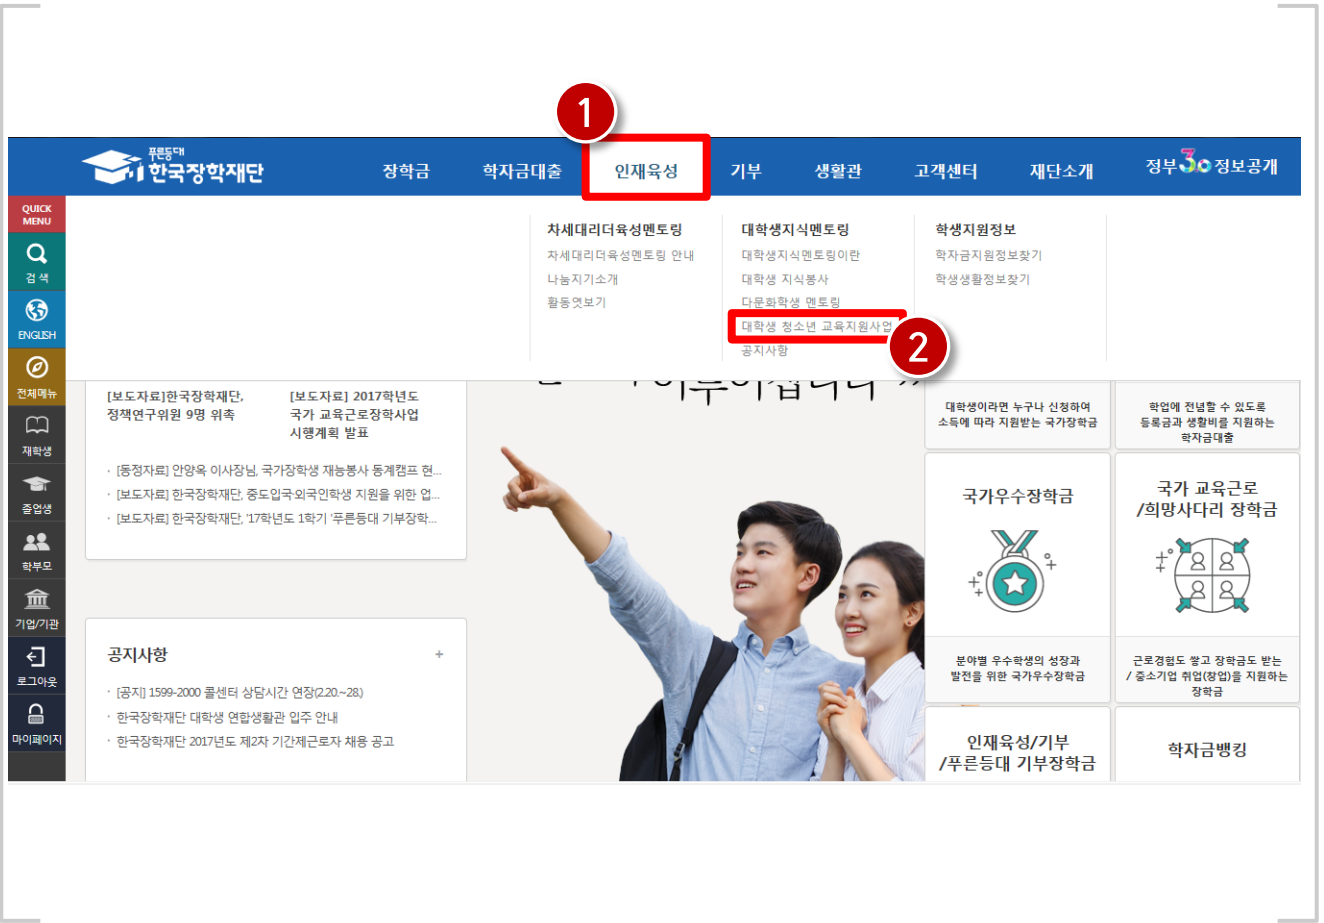 1
푸른등대
한국장학재단
장학금
학자금대출
인재육성
기부
생활관
고객센터
재단소개
정부3.0정보공개
QUICK
MENU
검색
ENGLISH
전체메뉴
재학생
졸업생
학부모
기업/기관
로그아웃
마이페이지
차세대리더육성멘토링
차세대리더육성멘토링 안내
나눔지기소개
활동엿보기
대학생지식멘토링
대학생지식멘토링이란
대학생 지식봉사
다문화학생 멘토링
대학생 청소년 교육지원사업
공지사항
2
학생지원정보
학자금지원정보찾기
학생생활정보찾기
[보도자료]한국장학재단,
정책연구위원 9명 위촉
[보도자료] 2017학년도
국가 교육근로장학사업
시행계획 발표
· [동정자료] 안양옥 이사장님, 국가장학생 재능봉사 동계캠프 현...
· [보도자료] 한국장학재단, 중도입국·외국인학생 지원을 위한 업...
· [보도자료] 한국장학재단, '17학년도 1학기 '푸른등대 기부장학...
공지사항
+
· [공지] 1599-2000 콜센터 상담시간 연장(2.20.~28.)
· 한국장학재단 대학생 연합생활관 입주 안내
· 한국장학재단 2017년도 제2차 기간제근로자 채용 공고
대학생이라면 누구나 신청하여
소득에 따라 지원받는 국가장학금
학업에 전념할 수 있도록
등록금과 생활비를 지원하는
학자금대출
국가우수장학금
분야별 우수학생의 성장과
발전을 위한 국가우수장학금
국가 교육근로
/희망사다리 장학금
근로경험도 쌓고 장학금도 받는
/ 중소기업 취업(창업)을 지원하는
장학금
인재육성/기부
/푸른등대 기부장학금
학자금뱅킹